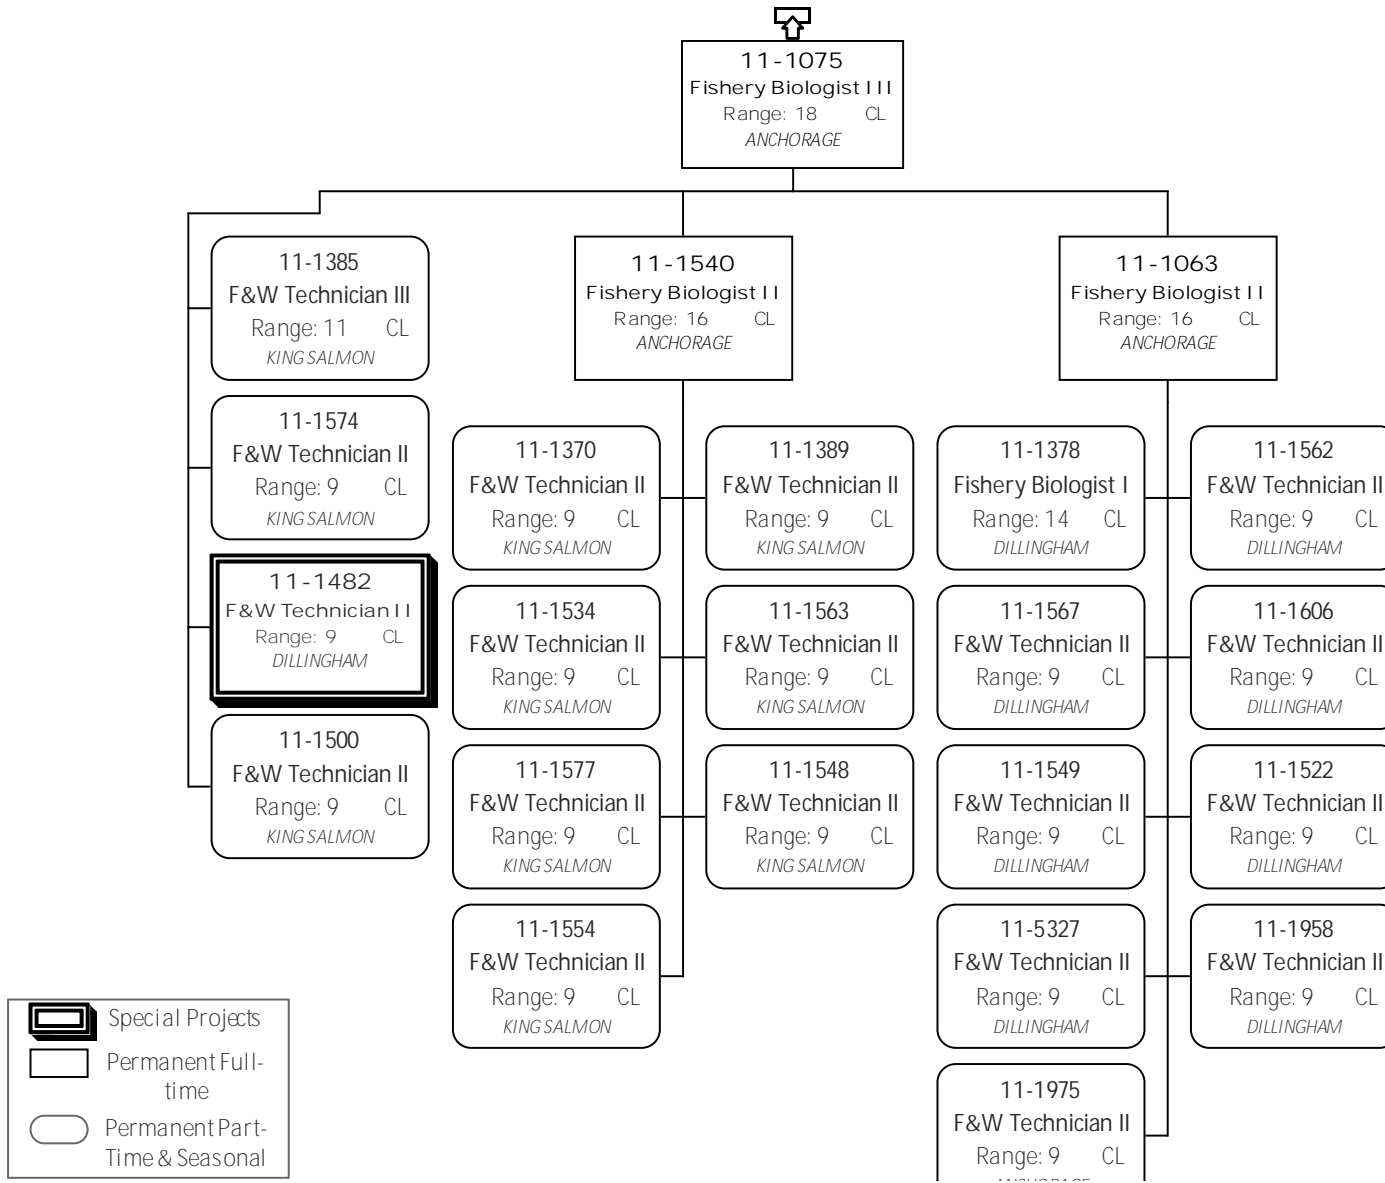 11-1075
Fishery Biologist III
Range: 18 CL
ANCHORAGE
11-1385
F&W Technician III
Range: 11 CL
KING SALMON
11-1574
F&W Technician II
Range: 9 CL
KING SALMON
11-1482
F&W Technician II
Range: 9 CL
DILLINGHAM
11-1500
F&W Technician II
Range: 9 CL
KING SALMON
11-1540
Fishery Biologist II
Range: 16 CL
ANCHORAGE
11-1370
F&W Technician II
Range: 9 CL
KING SALMON
11-1389
F&W Technician II
Range: 9 CL
KING SALMON
11-1534
F&W Technician II
Range: 9 CL
KING SALMON
11-1563
F&W Technician II
Range: 9 CL
KING SALMON
11-1577
F&W Technician II
Range: 9 CL
KING SALMON
11-1548
F&W Technician II
Range: 9 CL
KING SALMON
11-1554
F&W Technician II
Range: 9 CL
KING SALMON
11-1063
Fishery Biologist II
Range: 16 CL
ANCHORAGE
11-1378
Fishery Biologist I
Range: 14 CL
DILLINGHAM
11-1562
F&W Technician II
Range: 9 CL
DILLINGHAM
11-1567
F&W Technician II
Range: 9 CL
DILLINGHAM
11-1606
F&W Technician II
Range: 9 CL
DILLINGHAM
11-1549
F&W Technician II
Range: 9 CL
DILLINGHAM
11-1522
F&W Technician II
Range: 9 CL
DILLINGHAM
11-5327
F&W Technician II
Range: 9 CL
DILLINGHAM
11-1958
F&W Technician II
Range: 9 CL
DILLINGHAM
11-1975
F&W Technician II
Range: 9 CL
ANCHORAGE
Special Projects
Permanent Full-
time
Permanent Part-
Time & Seasonal